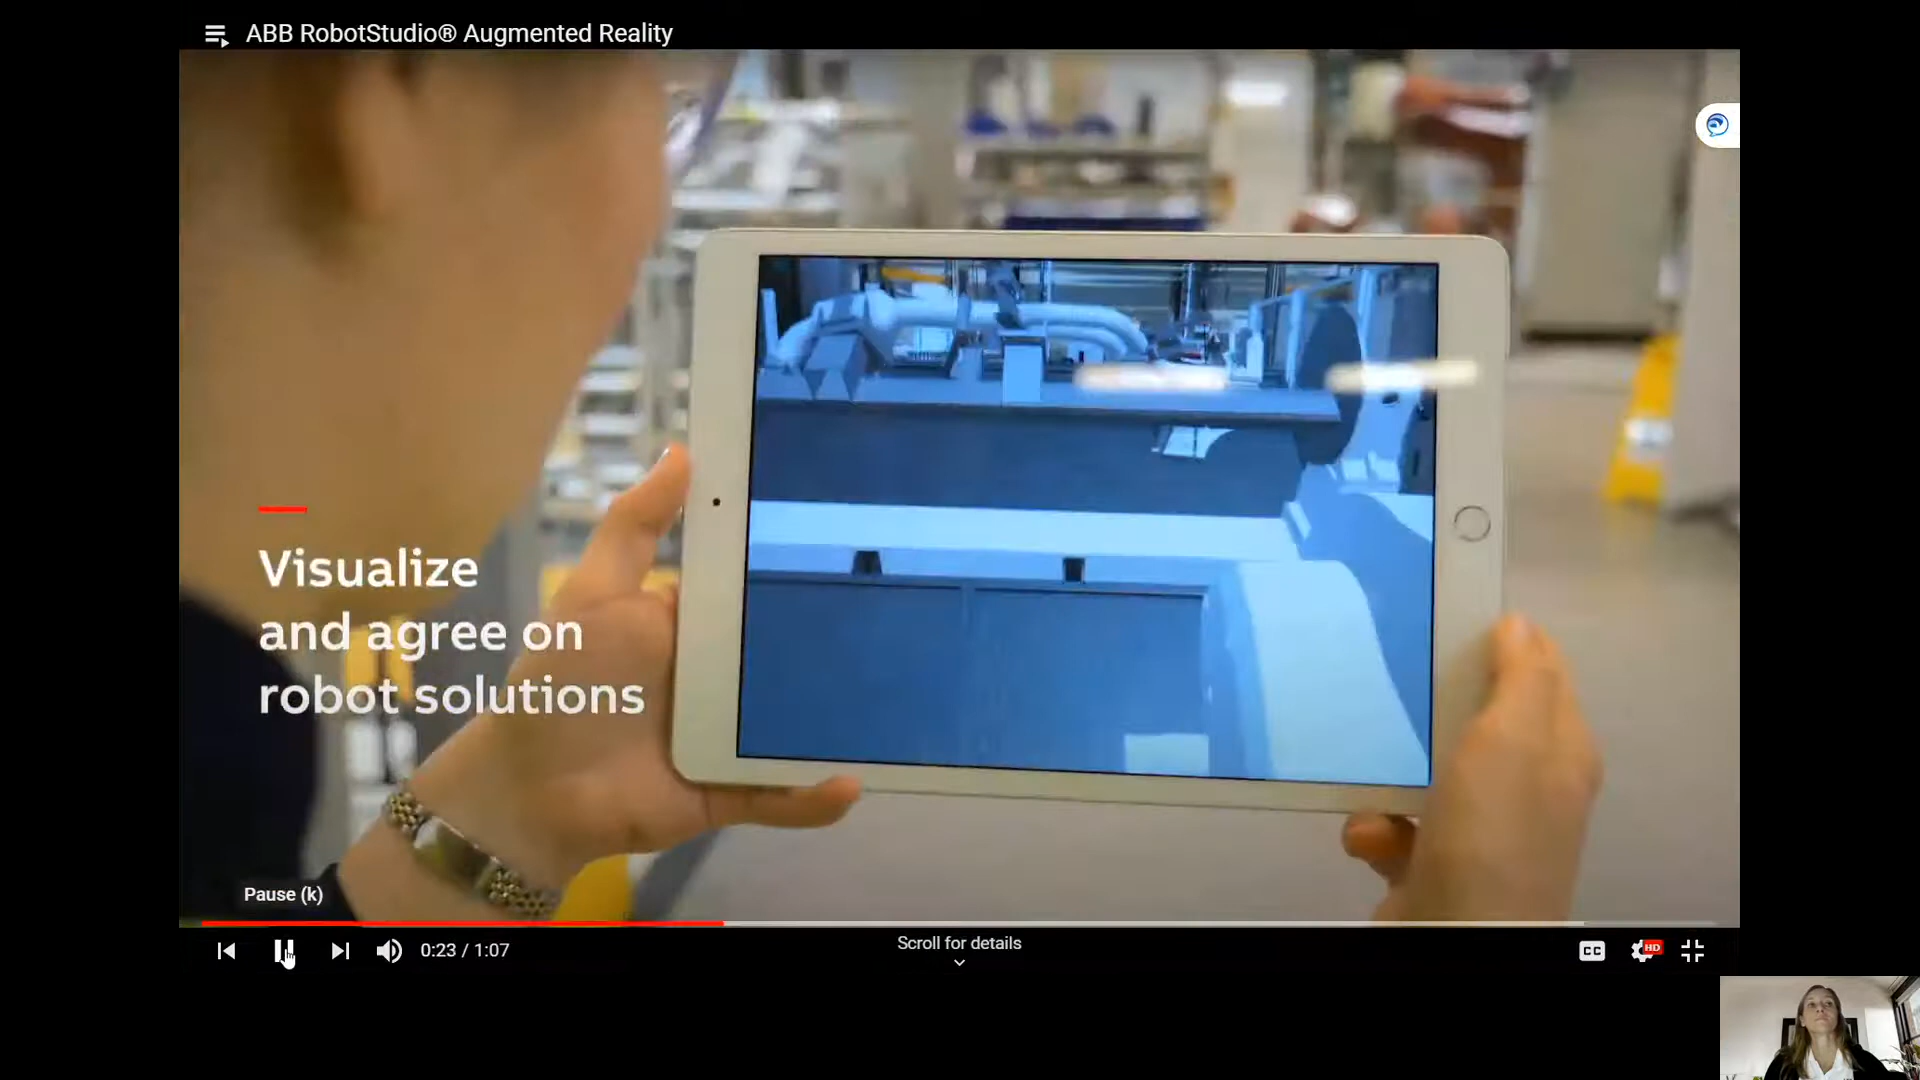 ABB RobotStudio® Augmented Reality
Visualize
and agree on
robot solutions
Pause (k)
0:23 / 1:07
Scroll for details
CC
HD